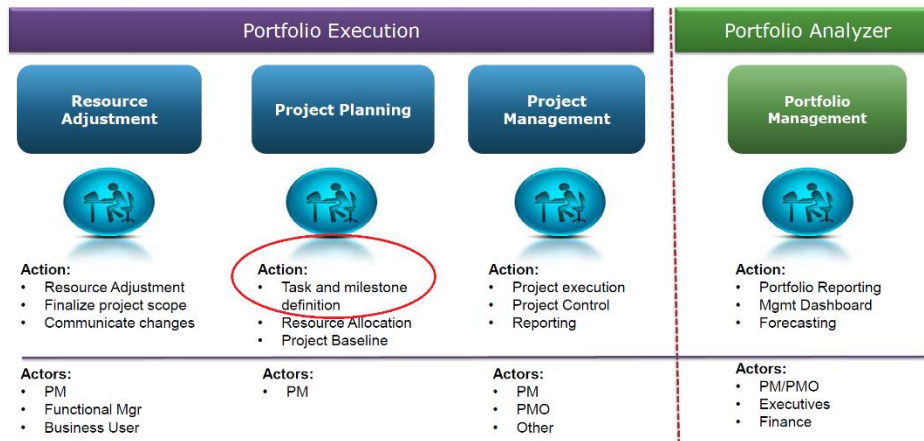 Portfolio Execution
Portfolio Analyzer
Resource
Adjustment
Project Planning
Project
Management
Portfolio
Management
Action:
• Resource Adjustment
• Finalize project scope
• Communicate changes
Action:
• Task and milestone
definition
• Resource Allocation
• Project Baseline
Action:
• Project execution
• Project Control
• Reporting
Action:
• Portfolio Reporting
• Mgmt Dashboard
• Forecasting
Actors:
• PM
• Functional Mgr
• Business User
Actors:
• PM
Actors:
• PM
• PMO
• Other
Actors:
• PM/PMO
• Executives
• Finance